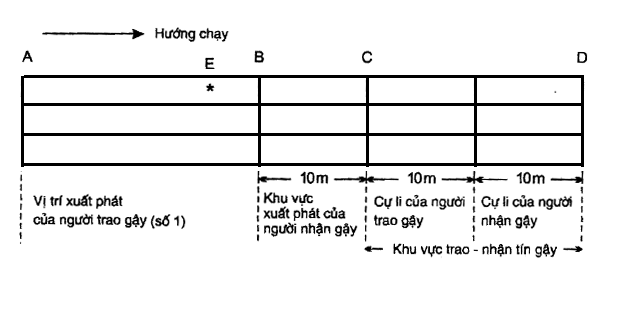 Hướng chạy
A
E
B
C
D
*
10m
10m
10m
Vị trí xuất phát
của người trao gậy (số 1)
Khu vực
xuất phát của
người nhận gậy
Cự li của người
trao gậy
Cự li của người
nhận gậy
Khu vực trao - nhận tín gậy